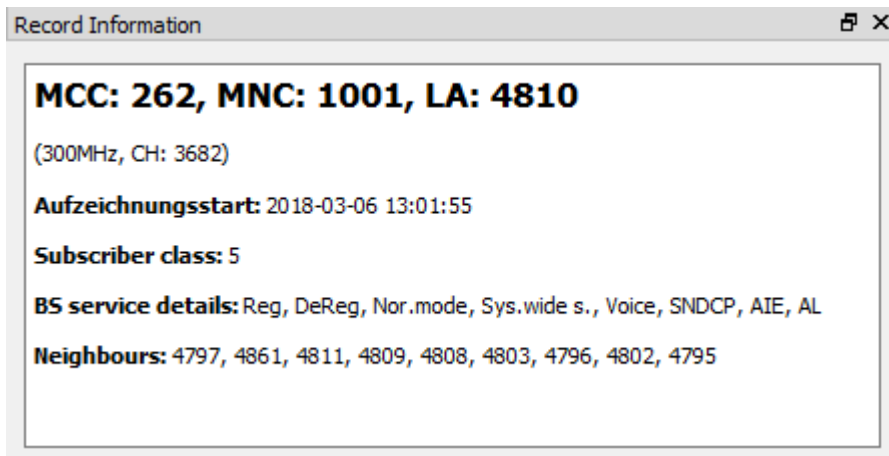 Record Information
MCC: 262, MNC: 1001, LA: 4810
(300MHz, CH: 3682)
Aufzeichnungsstart: 2018-03-06 13:01:55
Subscriber class: 5
BS service details: Reg, DeReg, Nor.mode, Sys.wide s., Voice, SNDCP, AIE, AL
Neighbours: 4797, 4861, 4811, 4809, 4808, 4803, 4796, 4802, 4795